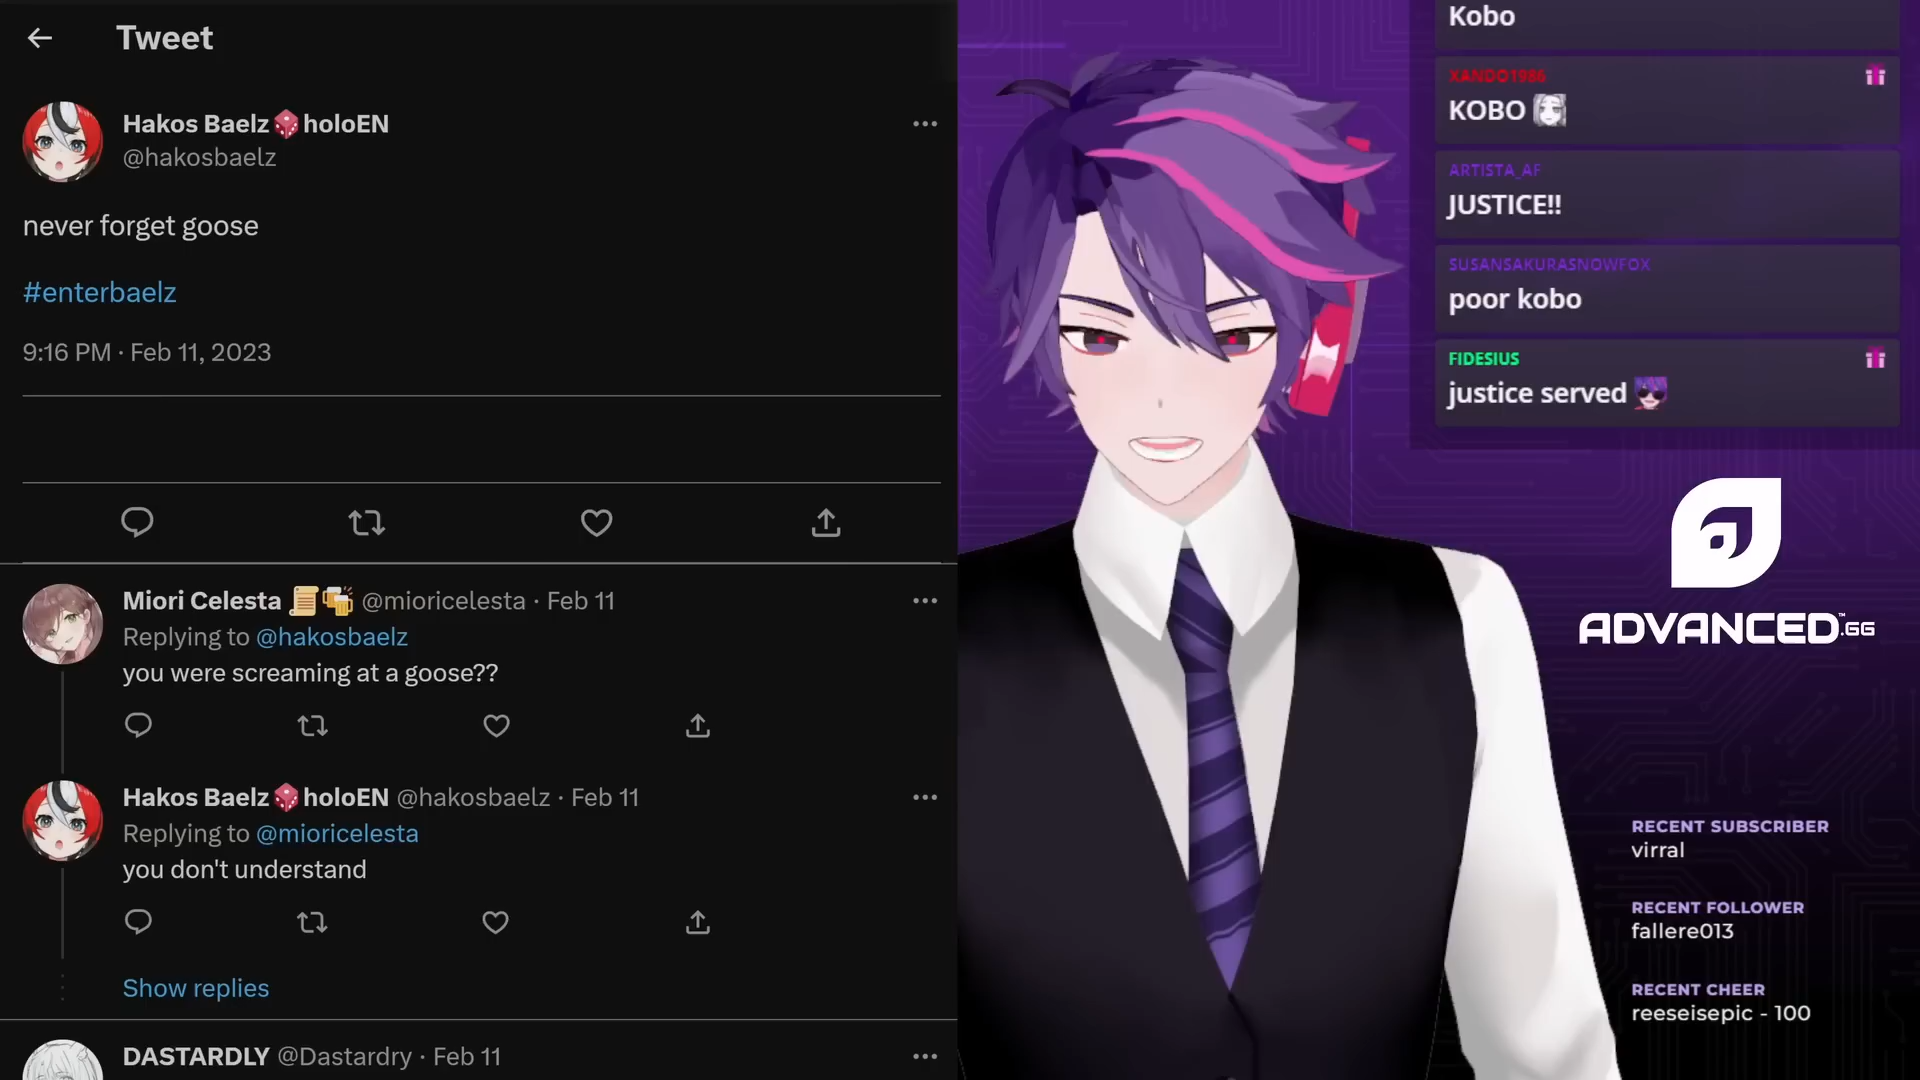 Tweet
Hakos Baelz🎲holoEN
@hakosbaelz
never forget goose
#enterbaelz
9:16 PM · Feb 11, 2023
Miori Celesta 📜🍻 @mioricelesta · Feb 11
Replying to @hakosbaelz
you were screaming at a goose??
Hakos Baelz🎲holoEN @hakosbaelz · Feb 11
Replying to @mioricelesta
you don't understand
Show replies
DASTARDLY @Dastardry · Feb 11
Kobo
XANDO1986
KOBO
ARTISTA_AF
JUSTICE!!
SUSANSAKURASNOWFOX
poor kobo
FIDESIUS
justice served
ADVANCED™.GG
RECENT SUBSCRIBER
virral
RECENT FOLLOWER
fallere013
RECENT CHEER
reeseisepic - 100